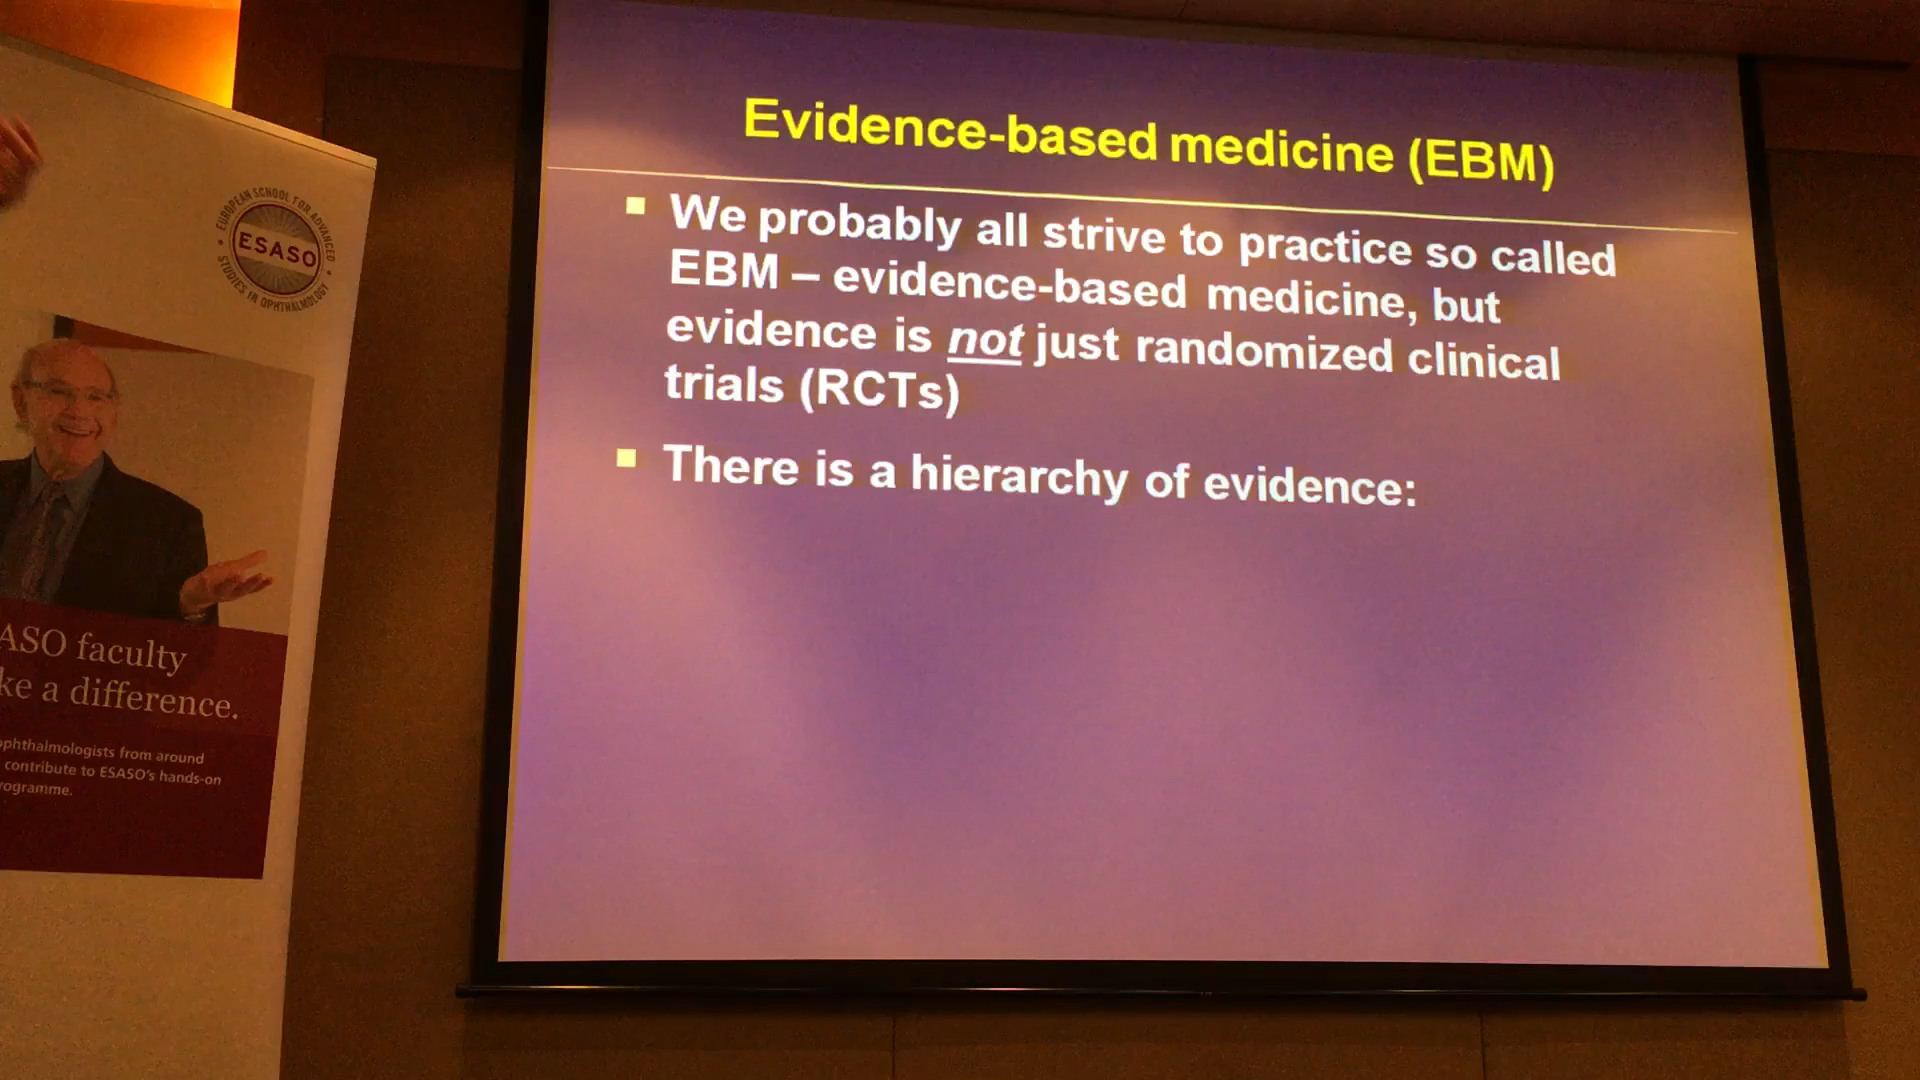 Evidence-based medicine (EBM)
We probably all strive to practice so called
EBM – evidence-based medicine, but
evidence is not just randomized clinical
trials (RCTs)
There is a hierarchy of evidence:
EUROPEAN SCHOOL FOR ADVANCED
ESASO
STUDIES IN OPHTHALMOLOGY
ASO faculty
ke a difference.
ophthalmologists from around
contribute to ESASO's hands-on
rogramme.